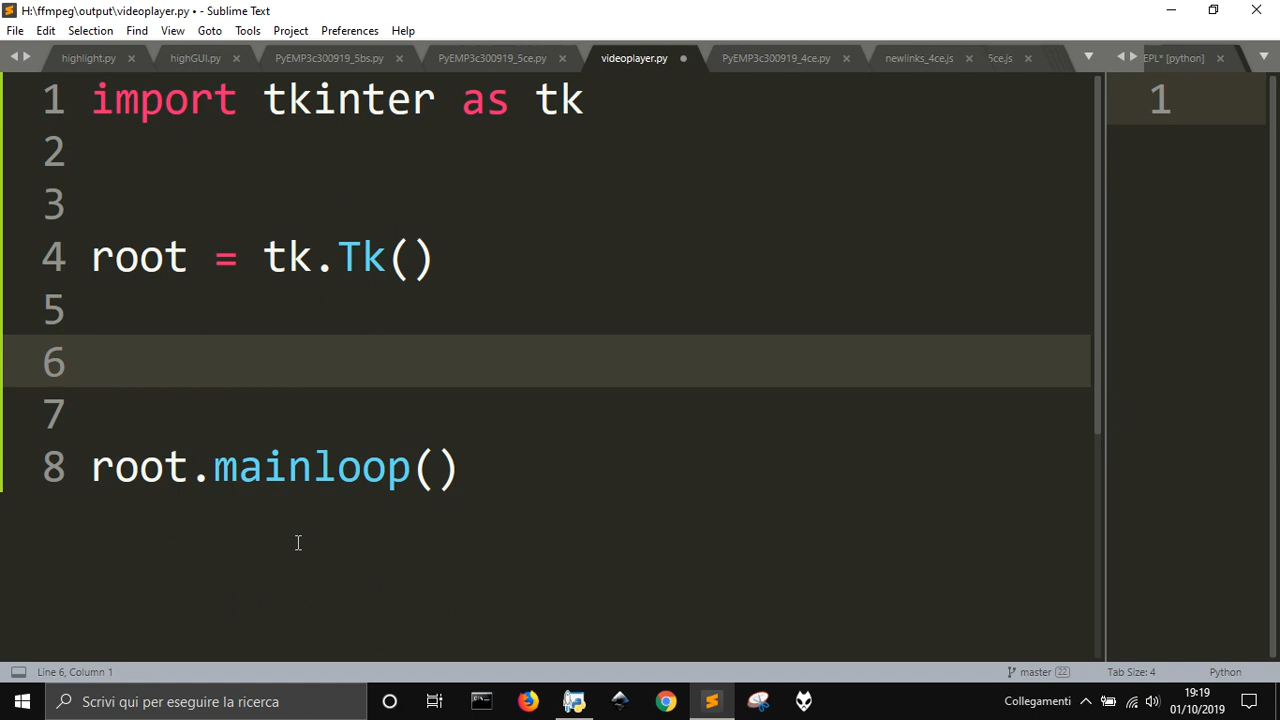 H:\ffmpeg\output\videoplayer.py • - Sublime Text
File Edit Selection Find View Goto Tools Project Preferences Help
highlight.py highGUI.py PyEMP3c300919_5bs.py PyEMP3c300919_5ce.py videoplayer.py PyEMP3c300919_4ce.py newlinks_4ce.js 5ce.js EPL* [python]
1 import tkinter as tk 1
2
3
4 root = tk.Tk()
5
6
7
8 root.mainloop()
Line 6, Column 1 master 22 Tab Size: 4 Python
Scrivi qui per eseguire la ricerca Collegamenti 19:19
01/10/2019